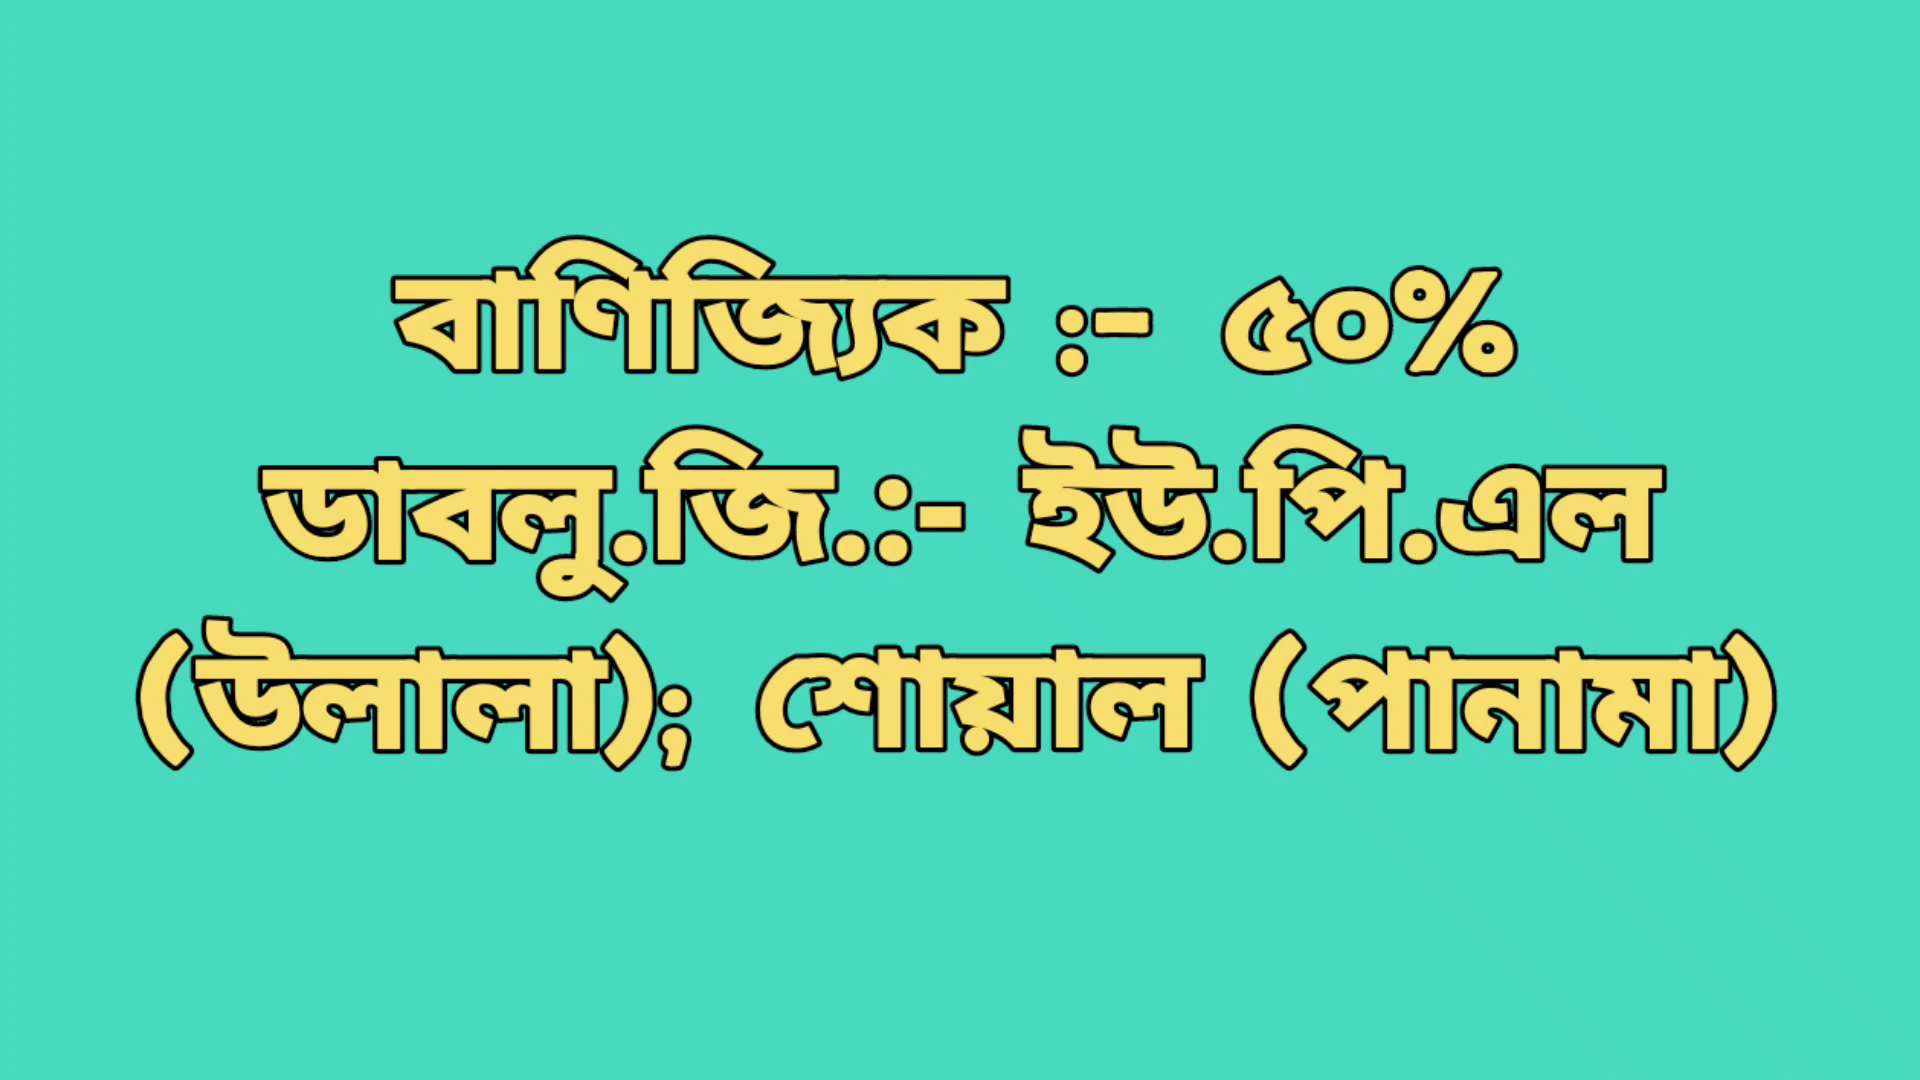 বাণিজ্যিক :- ৫০%
ডাবলু.জি.:- ইউ.পি.এল
(উলালা); শোয়াল (পানামা)